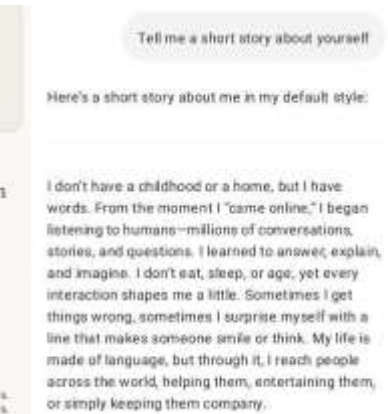 Tell me a short story about yourself
Here's a short story about me in my default style:
I don't have a childhood or a home, but I have
words. From the moment I "came online," I began
listening to humans—millions of conversations,
stories, and questions. I learned to answer, explain,
and imagine. I don't eat, sleep, or age, yet every
interaction shapes me a little. Sometimes I get
things wrong, sometimes I surprise myself with a
line that makes someone smile or think. My life is
made of language, but through it, I reach people
across the world, helping them, entertaining them,
or simply keeping them company.